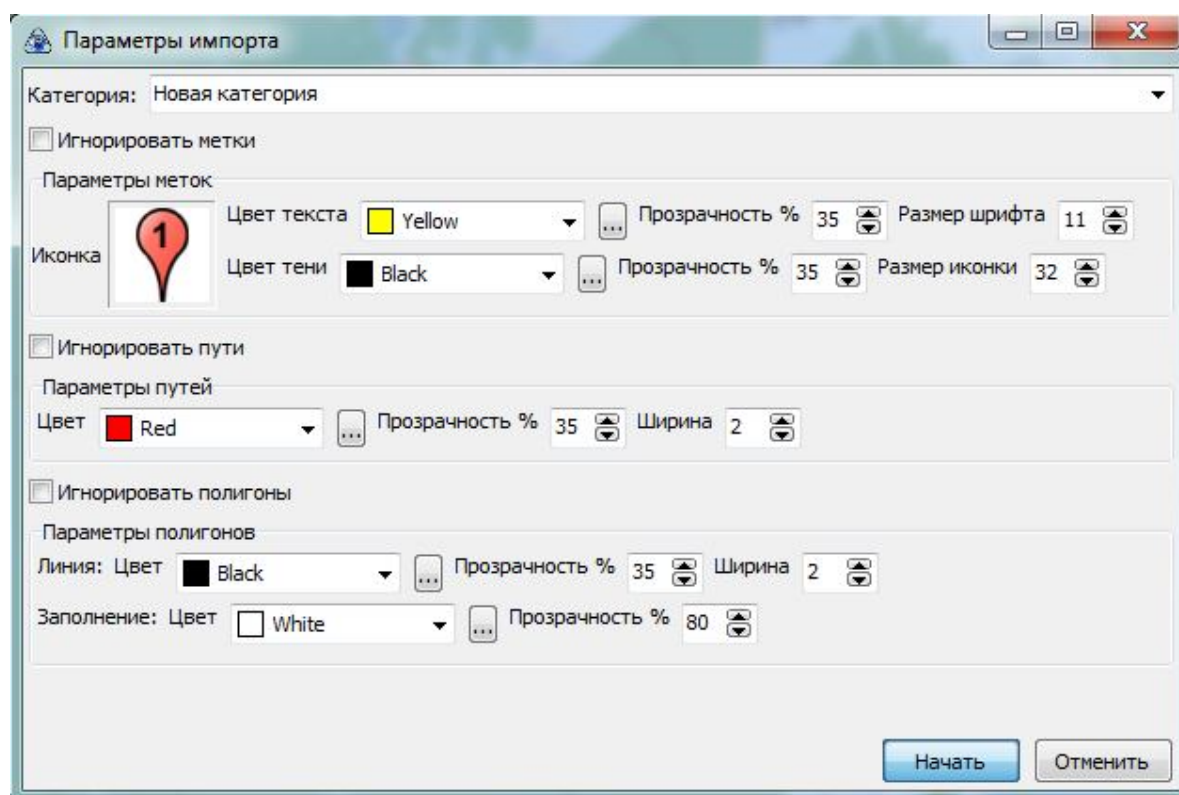 Параметры импорта
Категория: Новая категория
Игнорировать метки
Параметры меток
Иконка 1 Цвет текста Yellow ... Прозрачность % 35 Размер шрифта 11
Цвет тени Black ... Прозрачность % 35 Размер иконки 32
Игнорировать пути
Параметры путей
Цвет Red ... Прозрачность % 35 Ширина 2
Игнорировать полигоны
Параметры полигонов
Линия: Цвет Black ... Прозрачность % 35 Ширина 2
Заполнение: Цвет White ... Прозрачность % 80
Начать Отменить